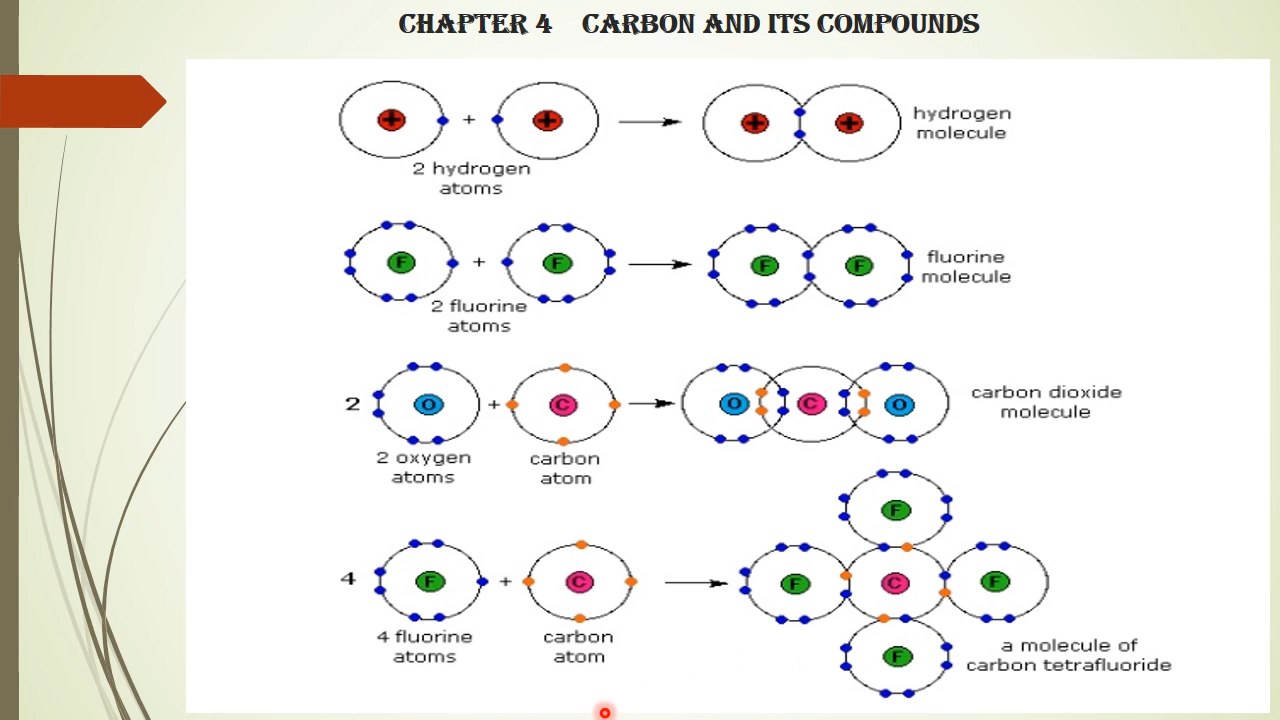 CHAPTER 4 CARBON AND ITS COMPOUNDS
+ + + → + + hydrogen
molecule
2 hydrogen
atoms
F + F F F fluorine
molecule
2 fluorine
atoms
2 O + C O C O carbon dioxide
molecule
2 oxygen
atoms
carbon
atom
F
4 F + C F C F
4 fluorine
atoms
carbon
atom
F
a molecule of
carbon tetrafluoride